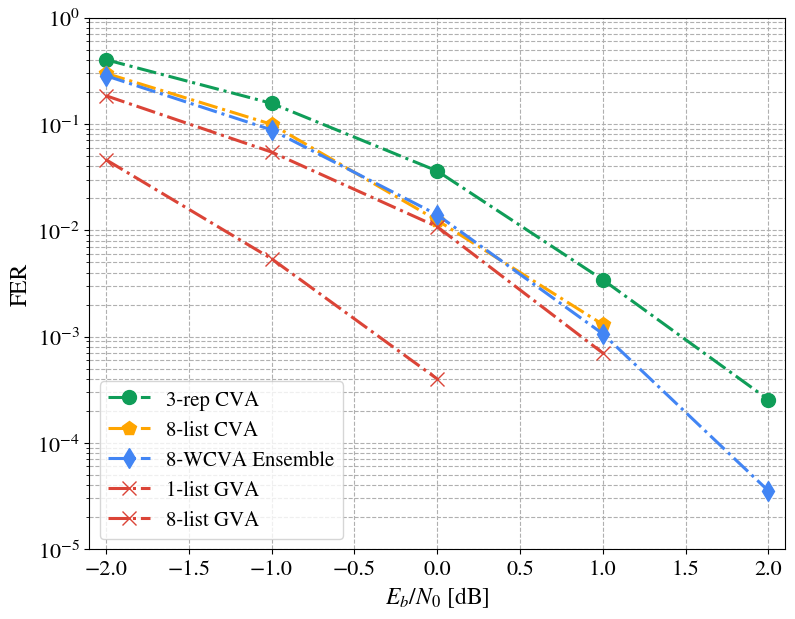 10⁰
10⁻¹
10⁻²
10⁻³
10⁻⁴
10⁻⁵
FER
3-rep CVA
8-list CVA
8-WCVA Ensemble
1-list GVA
8-list GVA
−2.0 −1.5 −1.0 −0.5 0.0 0.5 1.0 1.5 2.0
E_b/N_0 [dB]